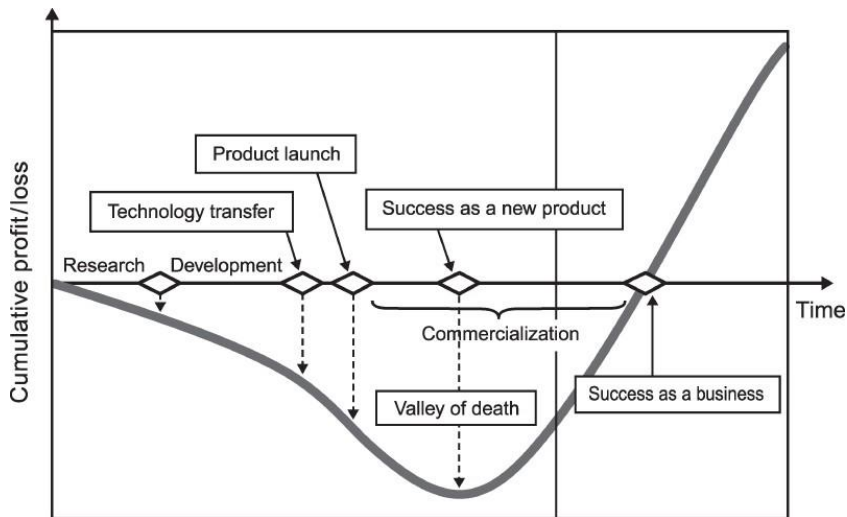 Product launch
Technology transfer
Success as a new product
Research
Development
Time
Commercialization
Valley of death
Success as a business
Cumulative profit/loss